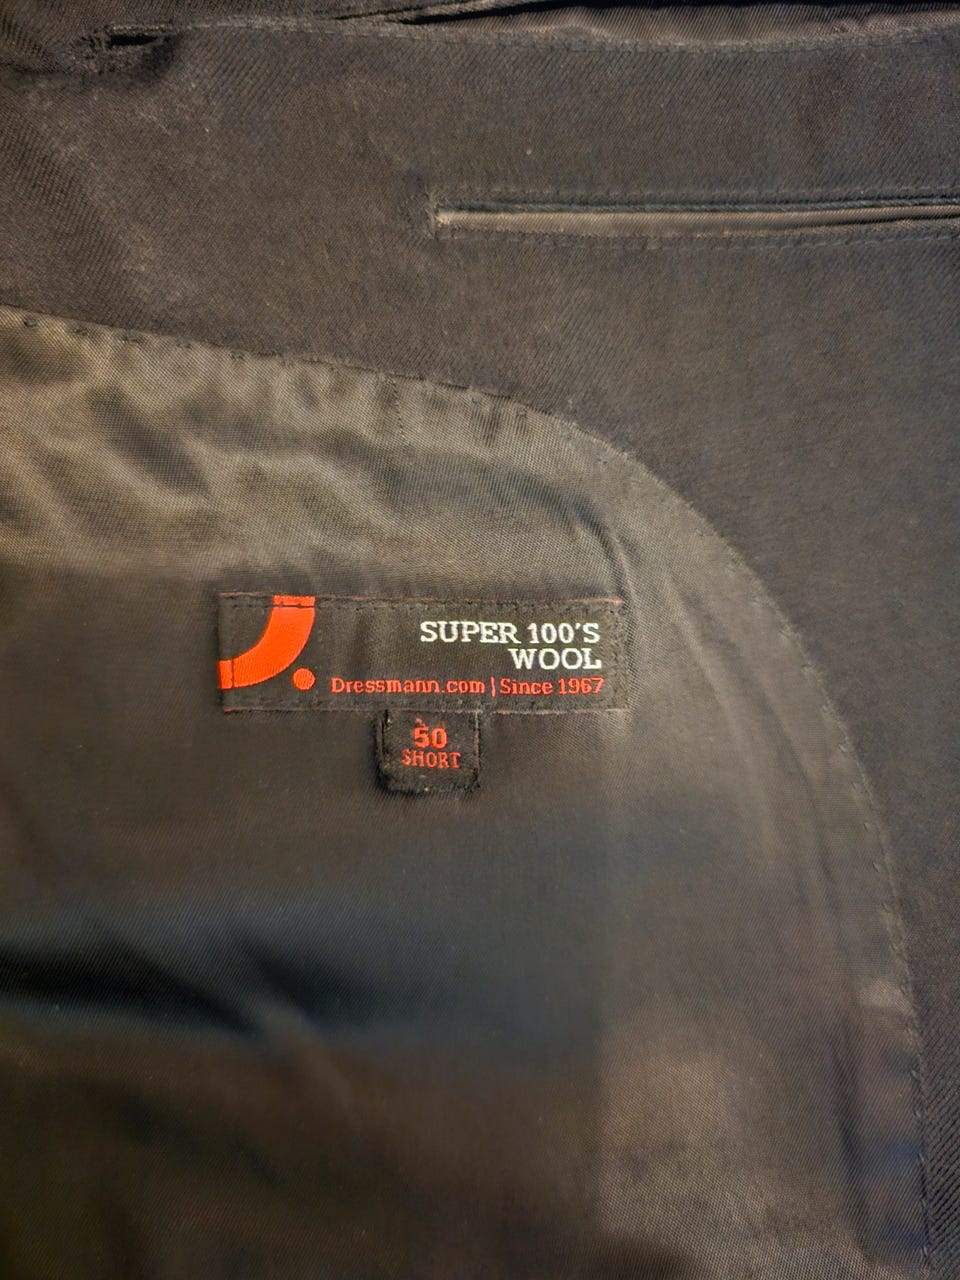 SUPER 100'S
WOOL
Dressmann.com | Since 1967
50
SHORT